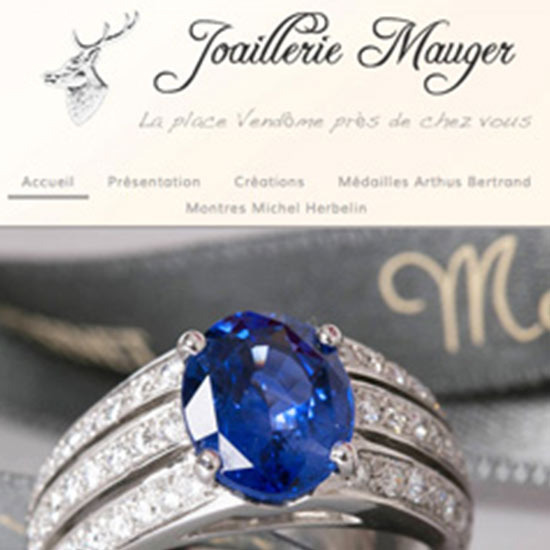 Joaillerie Mauger
La place Vendôme près de chez vous
Accueil Présentation Créations Médailles Arthus Bertrand
Montres Michel Herbelin